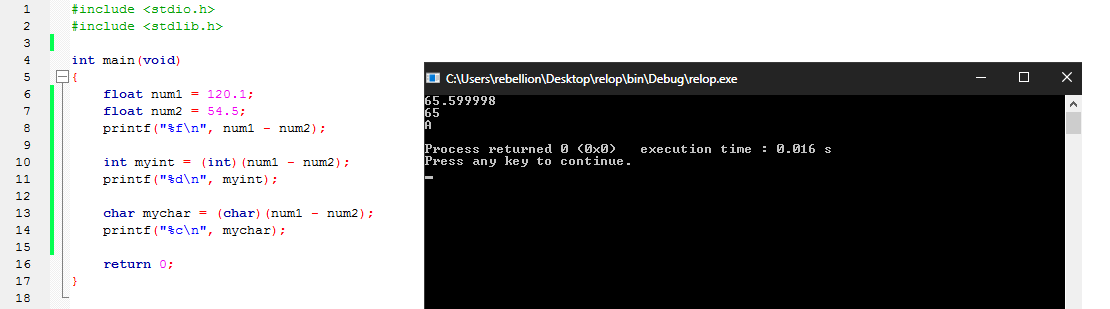 1 #include <stdio.h>
2 #include <stdlib.h>
3
4 int main(void)
5 {
6 float num1 = 120.1;
7 float num2 = 54.5;
8 printf("%f\n", num1 - num2);
9
10 int myint = (int)(num1 - num2);
11 printf("%d\n", myint);
12
13 char mychar = (char)(num1 - num2);
14 printf("%c\n", mychar);
15
16 return 0;
17 }
18
C:\Users\rebellion\Desktop\relop\bin\Debug\relop.exe
65.599998
65
A
Process returned 0 (0x0) execution time : 0.016 s
Press any key to continue.